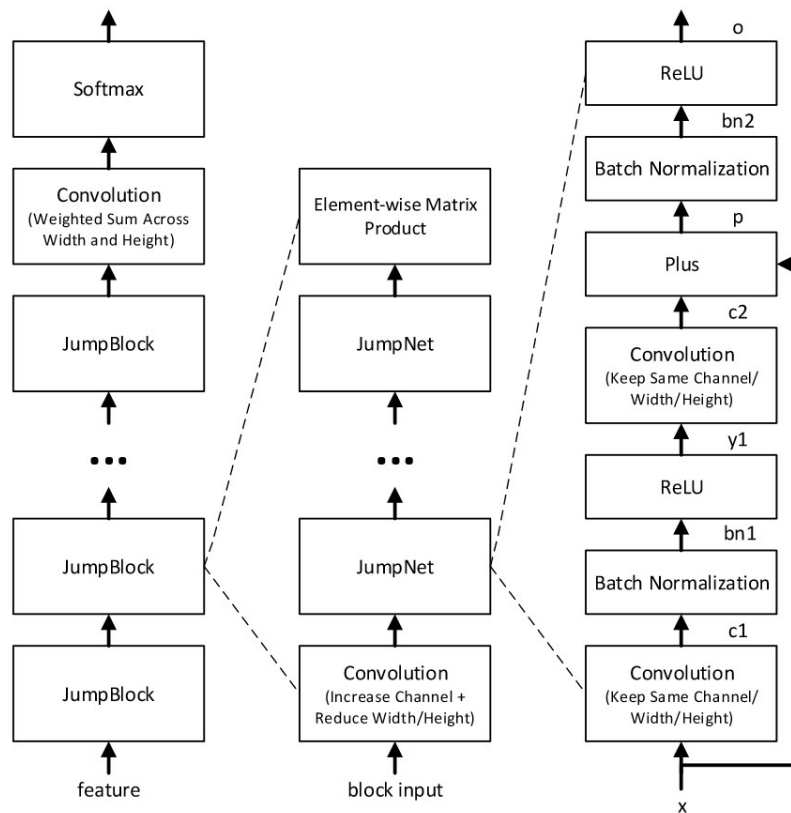 Softmax
Convolution
(Weighted Sum Across
Width and Height)
JumpBlock
...
JumpBlock
JumpBlock
feature
Element-wise Matrix
Product
JumpNet
...
JumpNet
Convolution
(Increase Channel +
Reduce Width/Height)
block input
o
ReLU
bn2
Batch Normalization
p
Plus
c2
Convolution
(Keep Same Channel/
Width/Height)
y1
ReLU
bn1
Batch Normalization
c1
Convolution
(Keep Same Channel/
Width/Height)
x